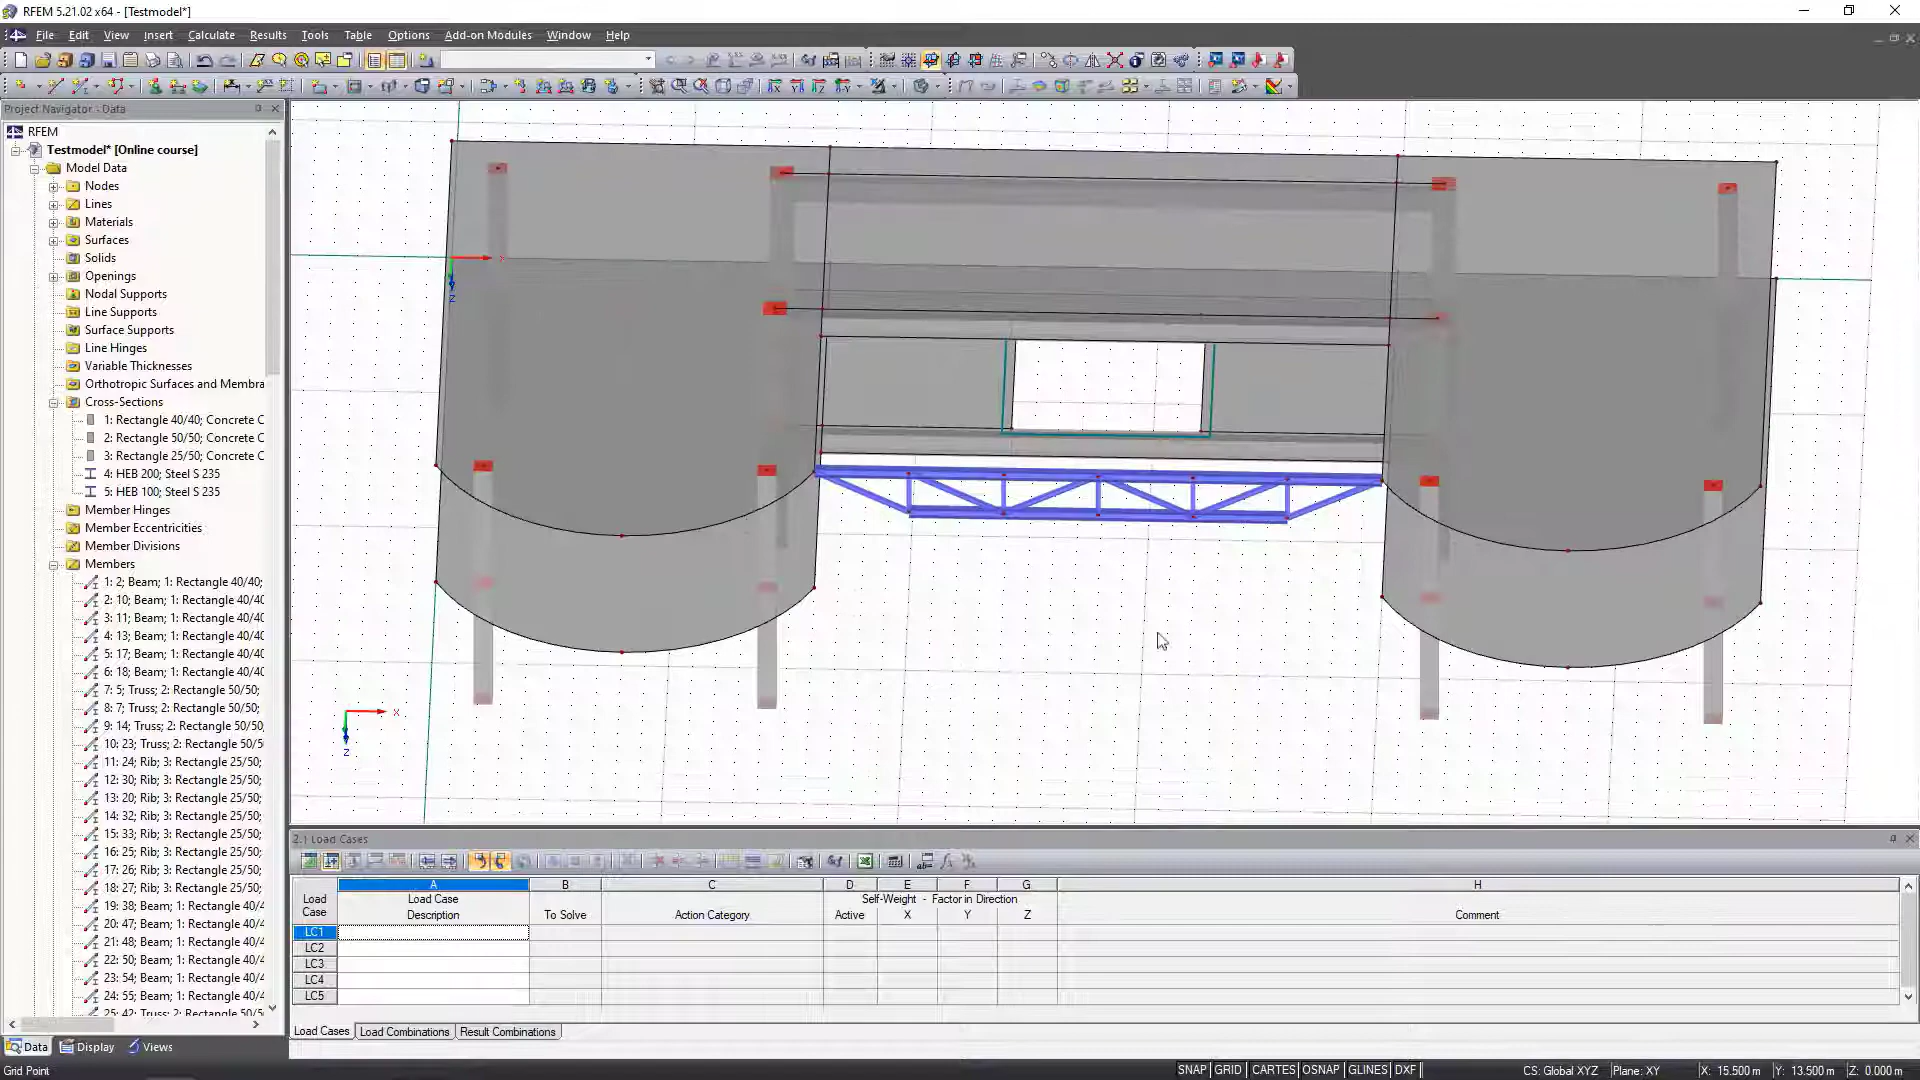 RFEM 5.21.02 x64 - [Testmodel*]
File Edit View Insert Calculate Results Tools Table Options Add-on Modules Window Help
Project Navigator - Data
RFEM
Testmodel* [Online course]
Model Data
Nodes
Lines
Materials
Surfaces
Solids
Openings
Nodal Supports
Line Supports
Surface Supports
Line Hinges
Variable Thicknesses
Orthotropic Surfaces and Membra
Cross-Sections
1: Rectangle 40/40; Concrete C
2: Rectangle 50/50; Concrete C
3: Rectangle 25/50; Concrete C
4: HEB 200; Steel S 235
5: HEB 100; Steel S 235
Member Hinges
Member Eccentricities
Member Divisions
Members
1: 2; Beam; 1: Rectangle 40/40;
2: 10; Beam; 1: Rectangle 40/40
3: 11; Beam; 1: Rectangle 40/40
4: 13; Beam; 1: Rectangle 40/40
5: 17; Beam; 1: Rectangle 40/40
6: 18; Beam; 1: Rectangle 40/40
7: 5; Truss; 2: Rectangle 50/50;
8: 7; Truss; 2: Rectangle 50/50;
9: 14; Truss; 2: Rectangle 50/50;
10: 23; Truss; 2: Rectangle 50/5
11: 24; Rib; 3: Rectangle 25/50;
12: 30; Rib; 3: Rectangle 25/50;
13: 20; Rib; 3: Rectangle 25/50;
14: 32; Rib; 3: Rectangle 25/50;
15: 33; Rib; 3: Rectangle 25/50;
16: 25; Rib; 3: Rectangle 25/50;
17: 26; Rib; 3: Rectangle 25/50;
18: 27; Rib; 3: Rectangle 25/50;
19: 38; Beam; 1: Rectangle 40/4
20: 47; Beam; 1: Rectangle 40/4
21: 48; Beam; 1: Rectangle 40/4
22: 50; Beam; 1: Rectangle 40/4
23: 54; Beam; 1: Rectangle 40/4
24: 55; Beam; 1: Rectangle 40/4
25: 42; Truss; 2: Rectangle 50/5
Data Display Views
x
Z
X
Z
2.1 Load Cases
A B C D E F G H
Load Case
Load Case Description
To Solve
Action Category
Self-Weight - Factor in Direction
Active X Y Z
Comment
LC1
LC2
LC3
LC4
LC5
Load Cases Load Combinations Result Combinations
Grid Point
SNAP GRID CARTES OSNAP GLINES DXF
CS: Global XYZ Plane: XY X: 15.500 m Y: 13.500 m Z: 0.000 m